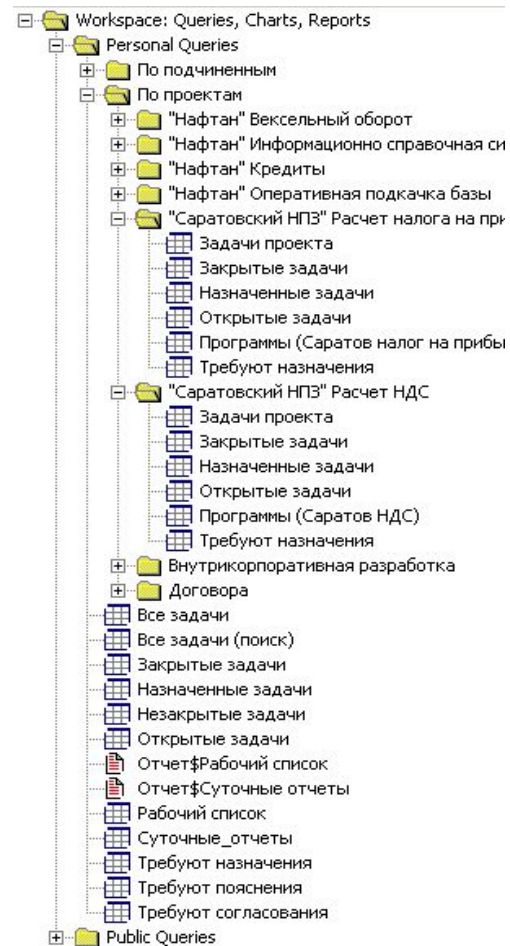 Workspace: Queries, Charts, Reports
Personal Queries
По подчиненным
По проектам
"Нафтан" Вексельный оборот
"Нафтан" Информационно справочная си
"Нафтан" Кредиты
"Нафтан" Оперативная подкачка базы
"Саратовский НПЗ" Расчет налога на при
Задачи проекта
Закрытые задачи
Назначенные задачи
Открытые задачи
Программы (Саратов налог на прибы
Требуют назначения
"Саратовский НПЗ" Расчет НДС
Задачи проекта
Закрытые задачи
Назначенные задачи
Открытые задачи
Программы (Саратов НДС)
Требуют назначения
Внутрикорпоративная разработка
Договора
Все задачи
Все задачи (поиск)
Закрытые задачи
Назначенные задачи
Незакрытые задачи
Открытые задачи
Отчет$Рабочий список
Отчет$Суточные отчеты
Рабочий список
Суточные_отчеты
Требуют назначения
Требуют пояснения
Требуют согласования
Public Queries